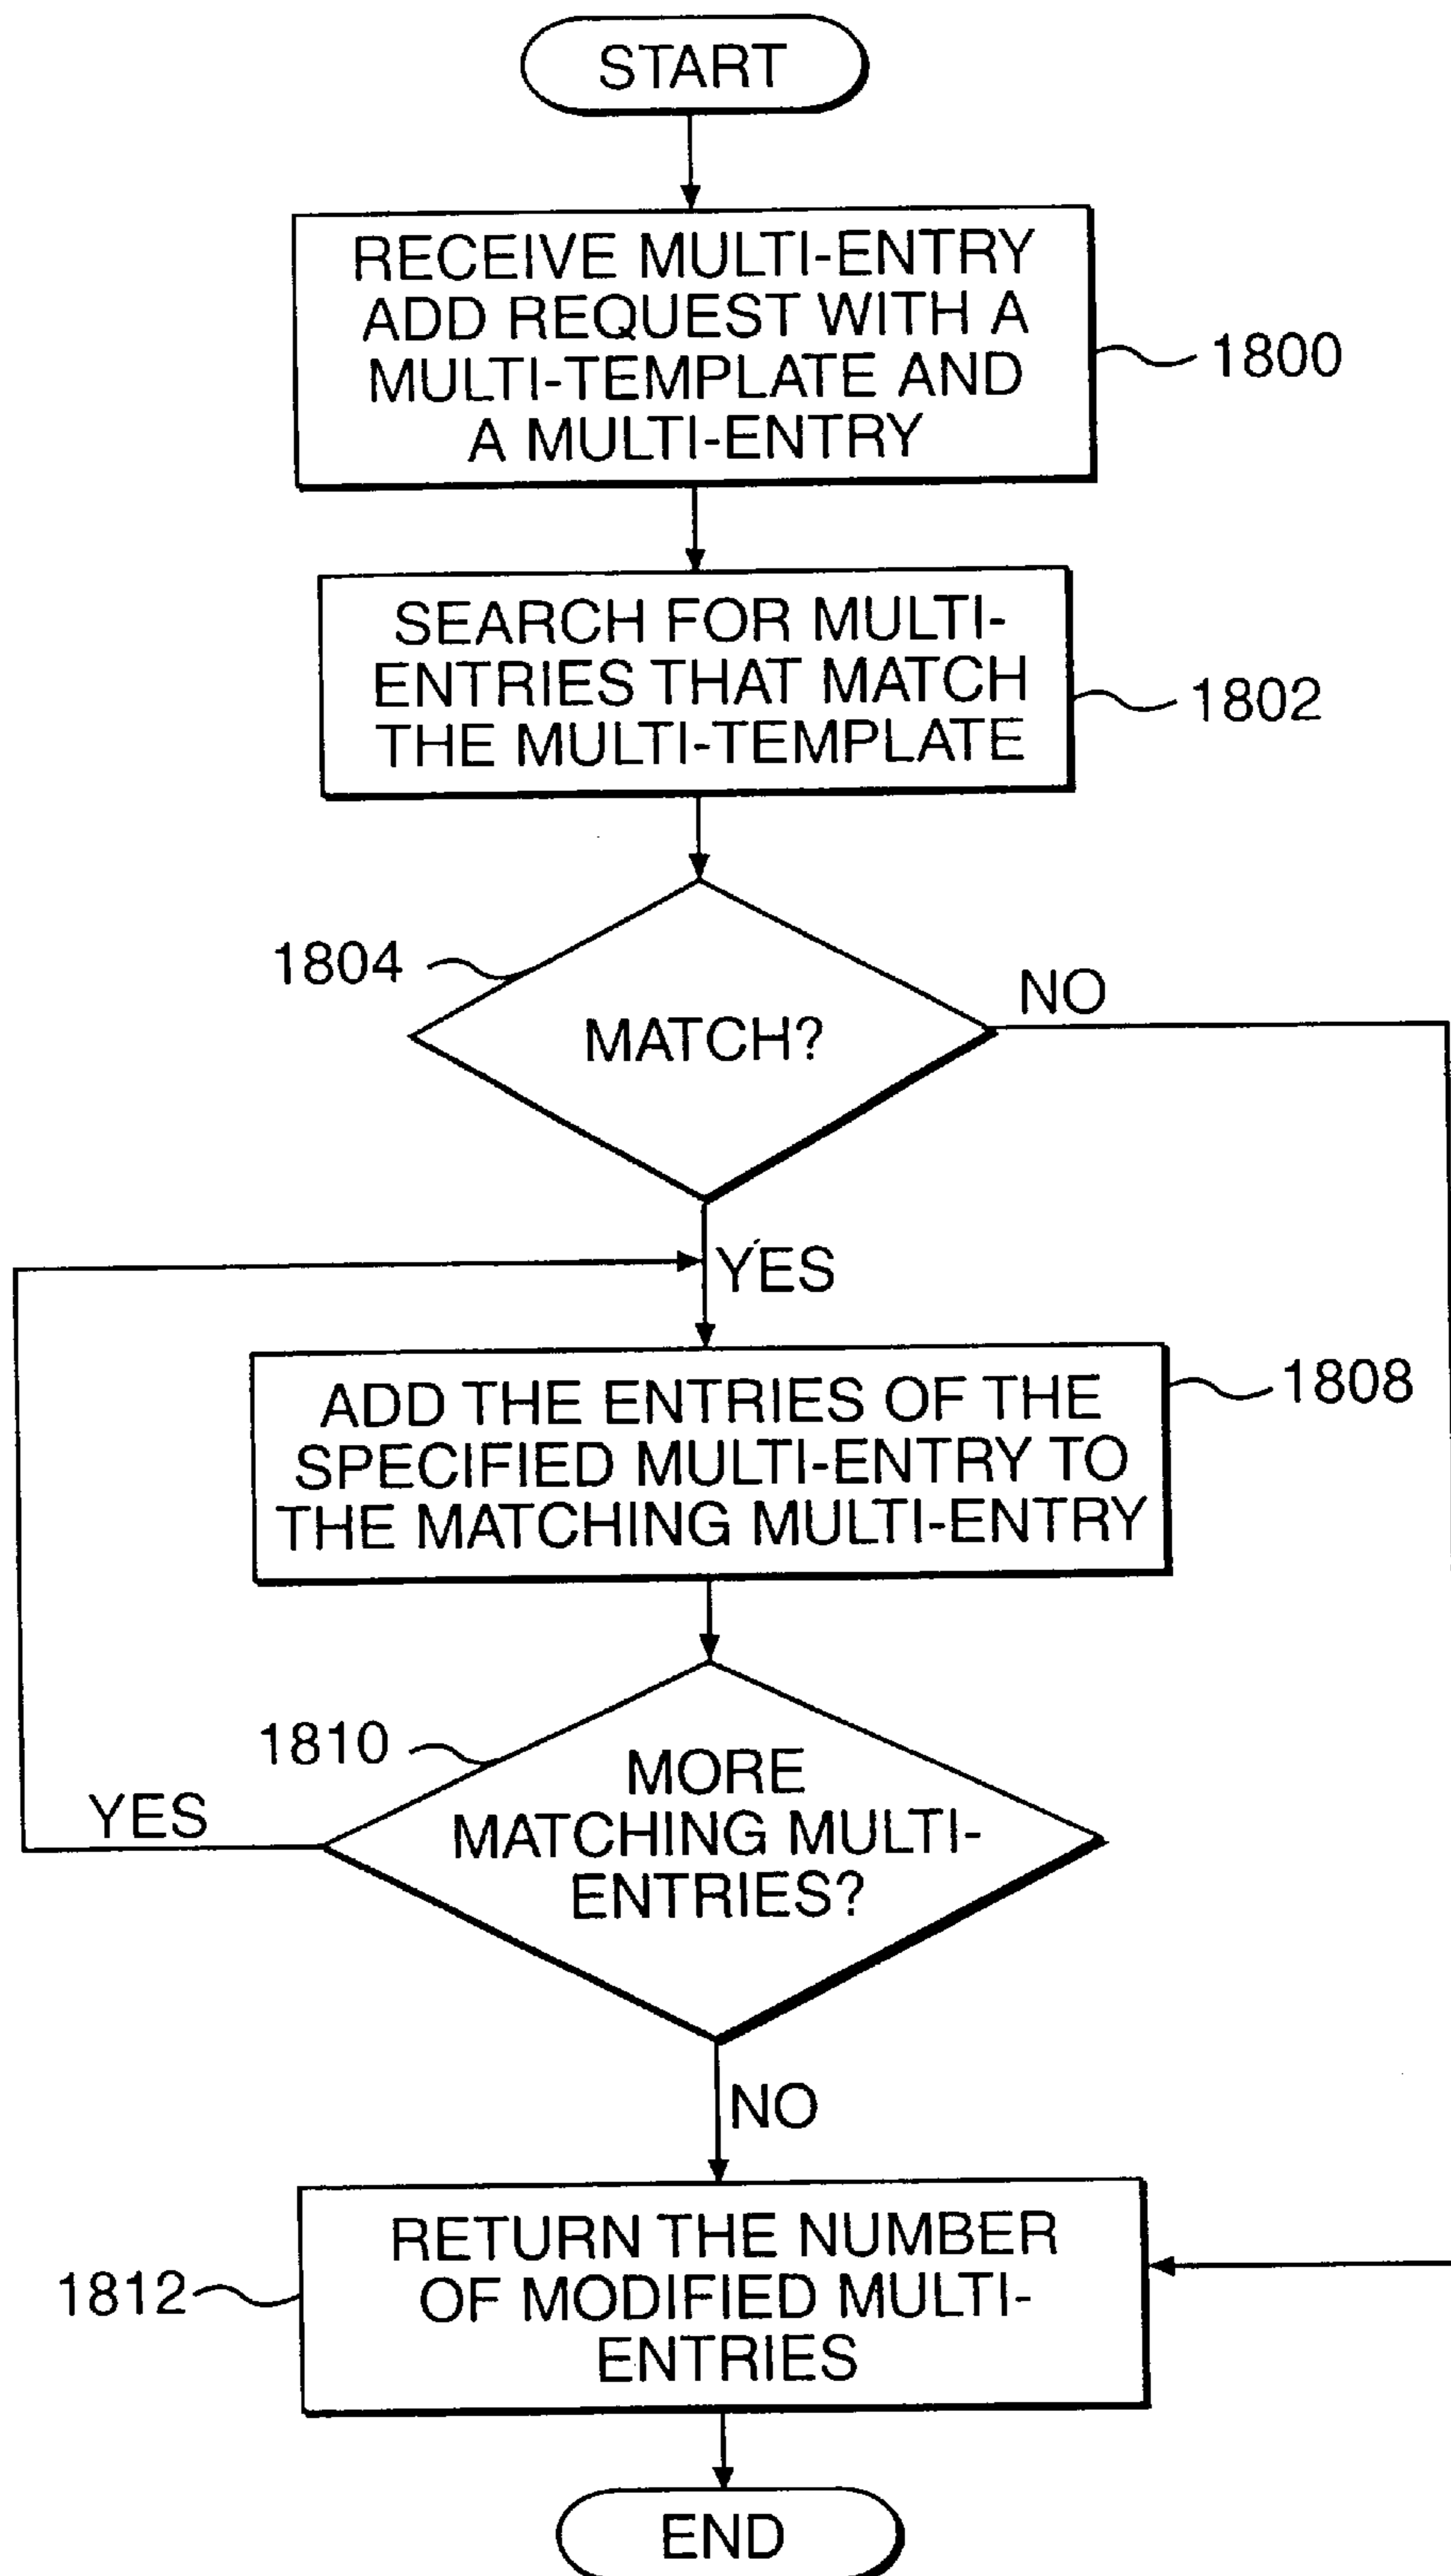 START
RECEIVE MULTI-ENTRY
ADD REQUEST WITH A
MULTI-TEMPLATE AND
A MULTI-ENTRY
1800
SEARCH FOR MULTI-
ENTRIES THAT MATCH
THE MULTI-TEMPLATE
1802
1804
MATCH?
NO
YES
ADD THE ENTRIES OF THE
SPECIFIED MULTI-ENTRY TO
THE MATCHING MULTI-ENTRY
1808
1810
MORE
MATCHING MULTI-
ENTRIES?
YES
NO
RETURN THE NUMBER
OF MODIFIED MULTI-
ENTRIES
1812
END